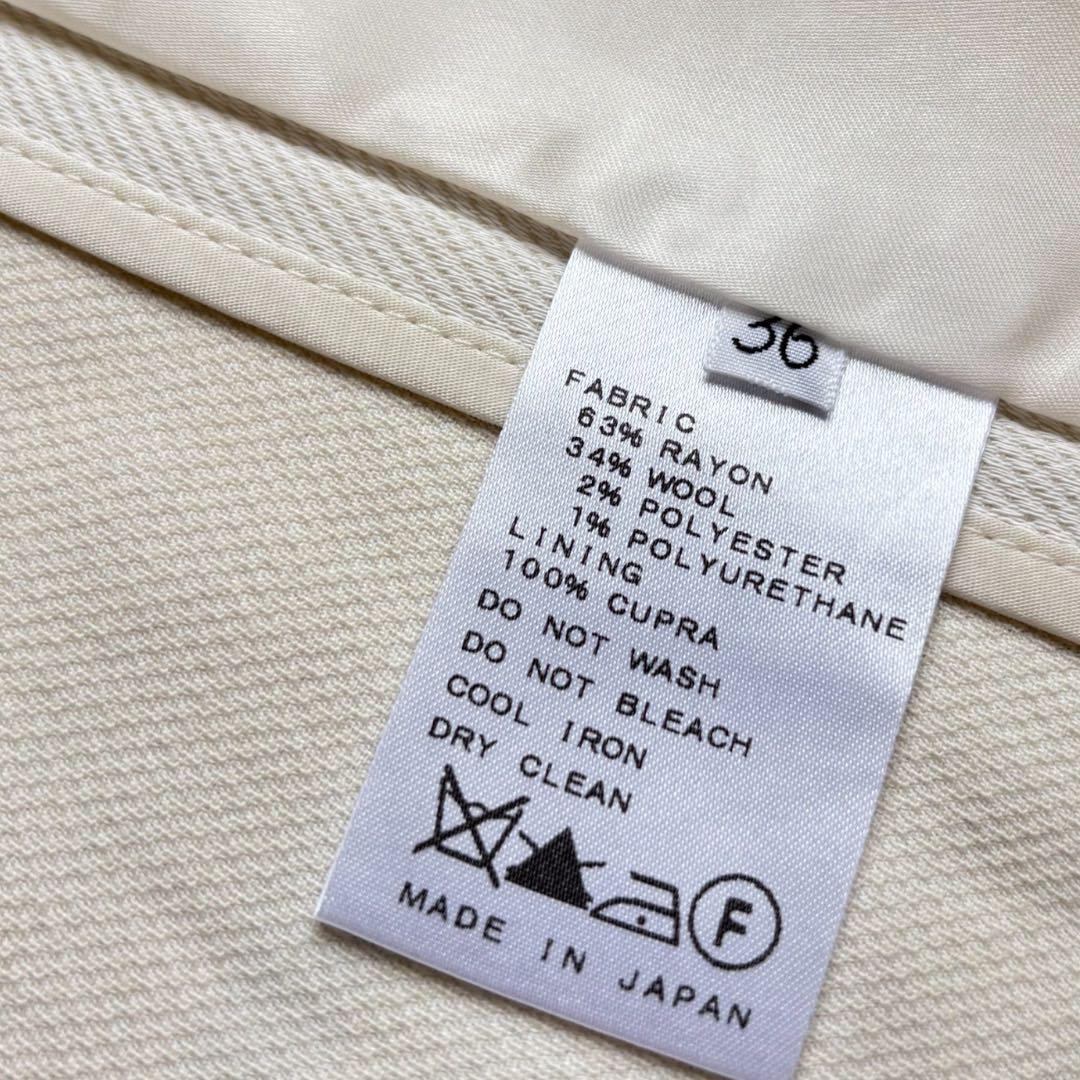 36
FABRIC
63% RAYON
34% WOOL
2% POLYESTER
1% POLYURETHANE
LINING
100% CUPRA
DO NOT WASH
DO NOT BLEACH
COOL IRON
DRY CLEAN
F
MADE IN JAPAN